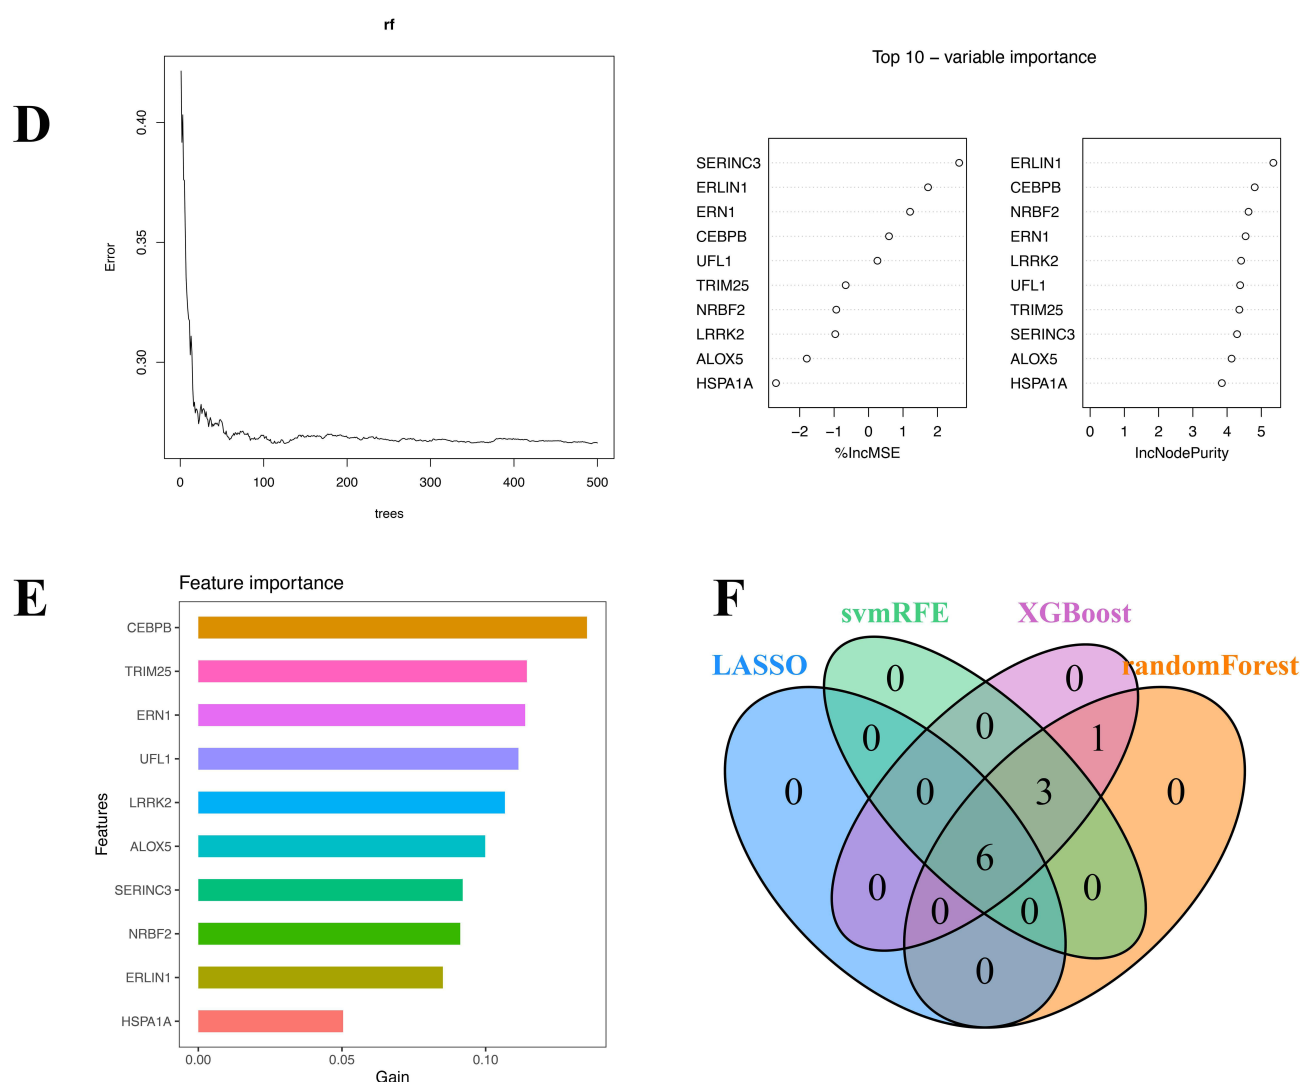 D
rf
Error
0.40
0.35
0.30
0 100 200 300 400 500
trees
Top 10 – variable importance
SERINC3
ERLIN1
ERN1
CEBPB
UFL1
TRIM25
NRBF2
LRRK2
ALOX5
HSPA1A
−2 −1 0 1 2
%IncMSE
ERLIN1
CEBPB
NRBF2
ERN1
LRRK2
UFL1
TRIM25
SERINC3
ALOX5
HSPA1A
0 1 2 3 4 5
IncNodePurity
E
Feature importance
Features
CEBPB
TRIM25
ERN1
UFL1
LRRK2
ALOX5
SERINC3
NRBF2
ERLIN1
HSPA1A
0.00 0.05 0.10
Gain
F
svmRFE XGBoost
LASSO randomForest
0 0
0 0 1
0 0 3 0
6
0 0
0 0
0